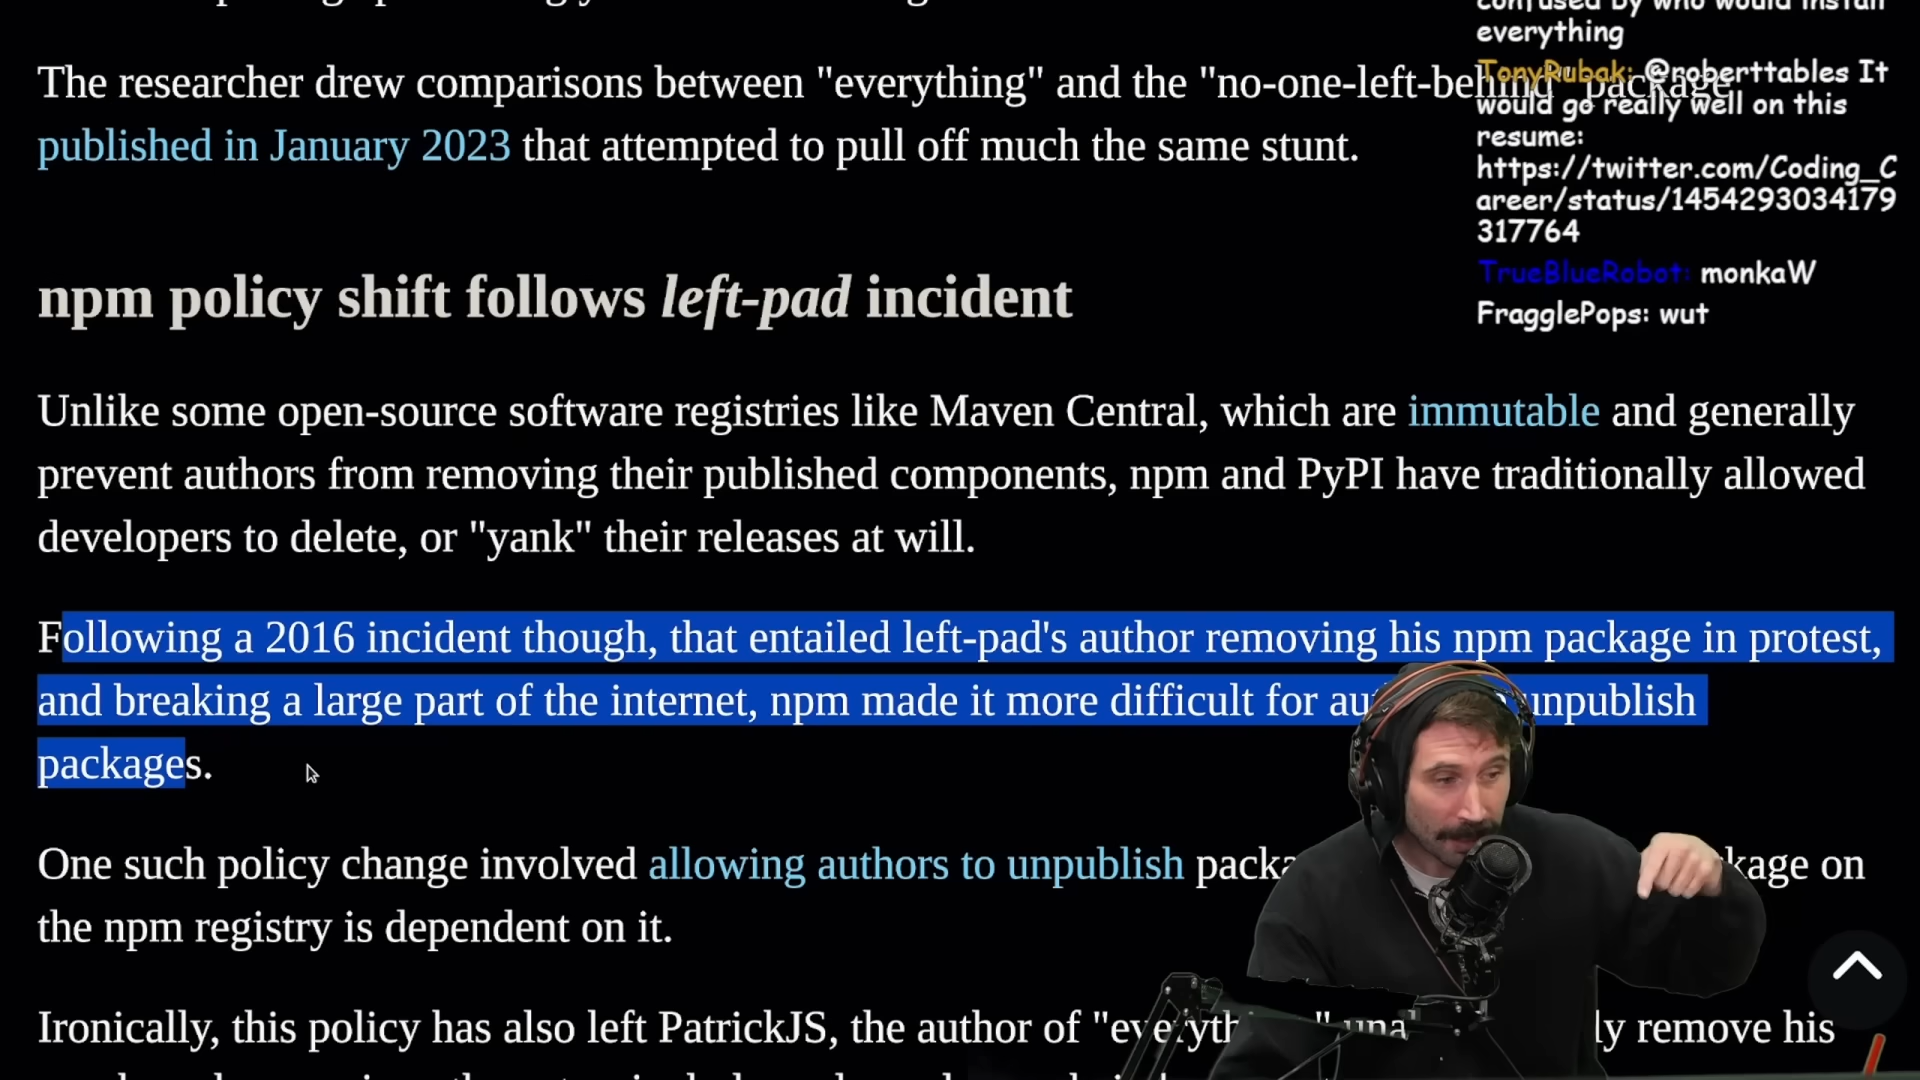 The researcher drew comparisons between "everything" and the "no-one-left-behind" package
published in January 2023 that attempted to pull off much the same stunt.
npm policy shift follows left-pad incident
Unlike some open-source software registries like Maven Central, which are immutable and generally
prevent authors from removing their published components, npm and PyPI have traditionally allowed
developers to delete, or "yank" their releases at will.
Following a 2016 incident though, that entailed left-pad's author removing his npm package in protest,
and breaking a large part of the internet, npm made it more difficult for unpublish
packages.
One such policy change involved allowing authors to unpublish on
the npm registry is dependent on it.
Ironically, this policy has also left PatrickJS, the author of remove his
confused by who would install
everything
TonyRubak: @roberttables It
would go really well on this
resume:
https://twitter.com/Coding_C
areer/status/1454293034179
317764
TrueBlueRobot: monkaW
FragglePops: wut